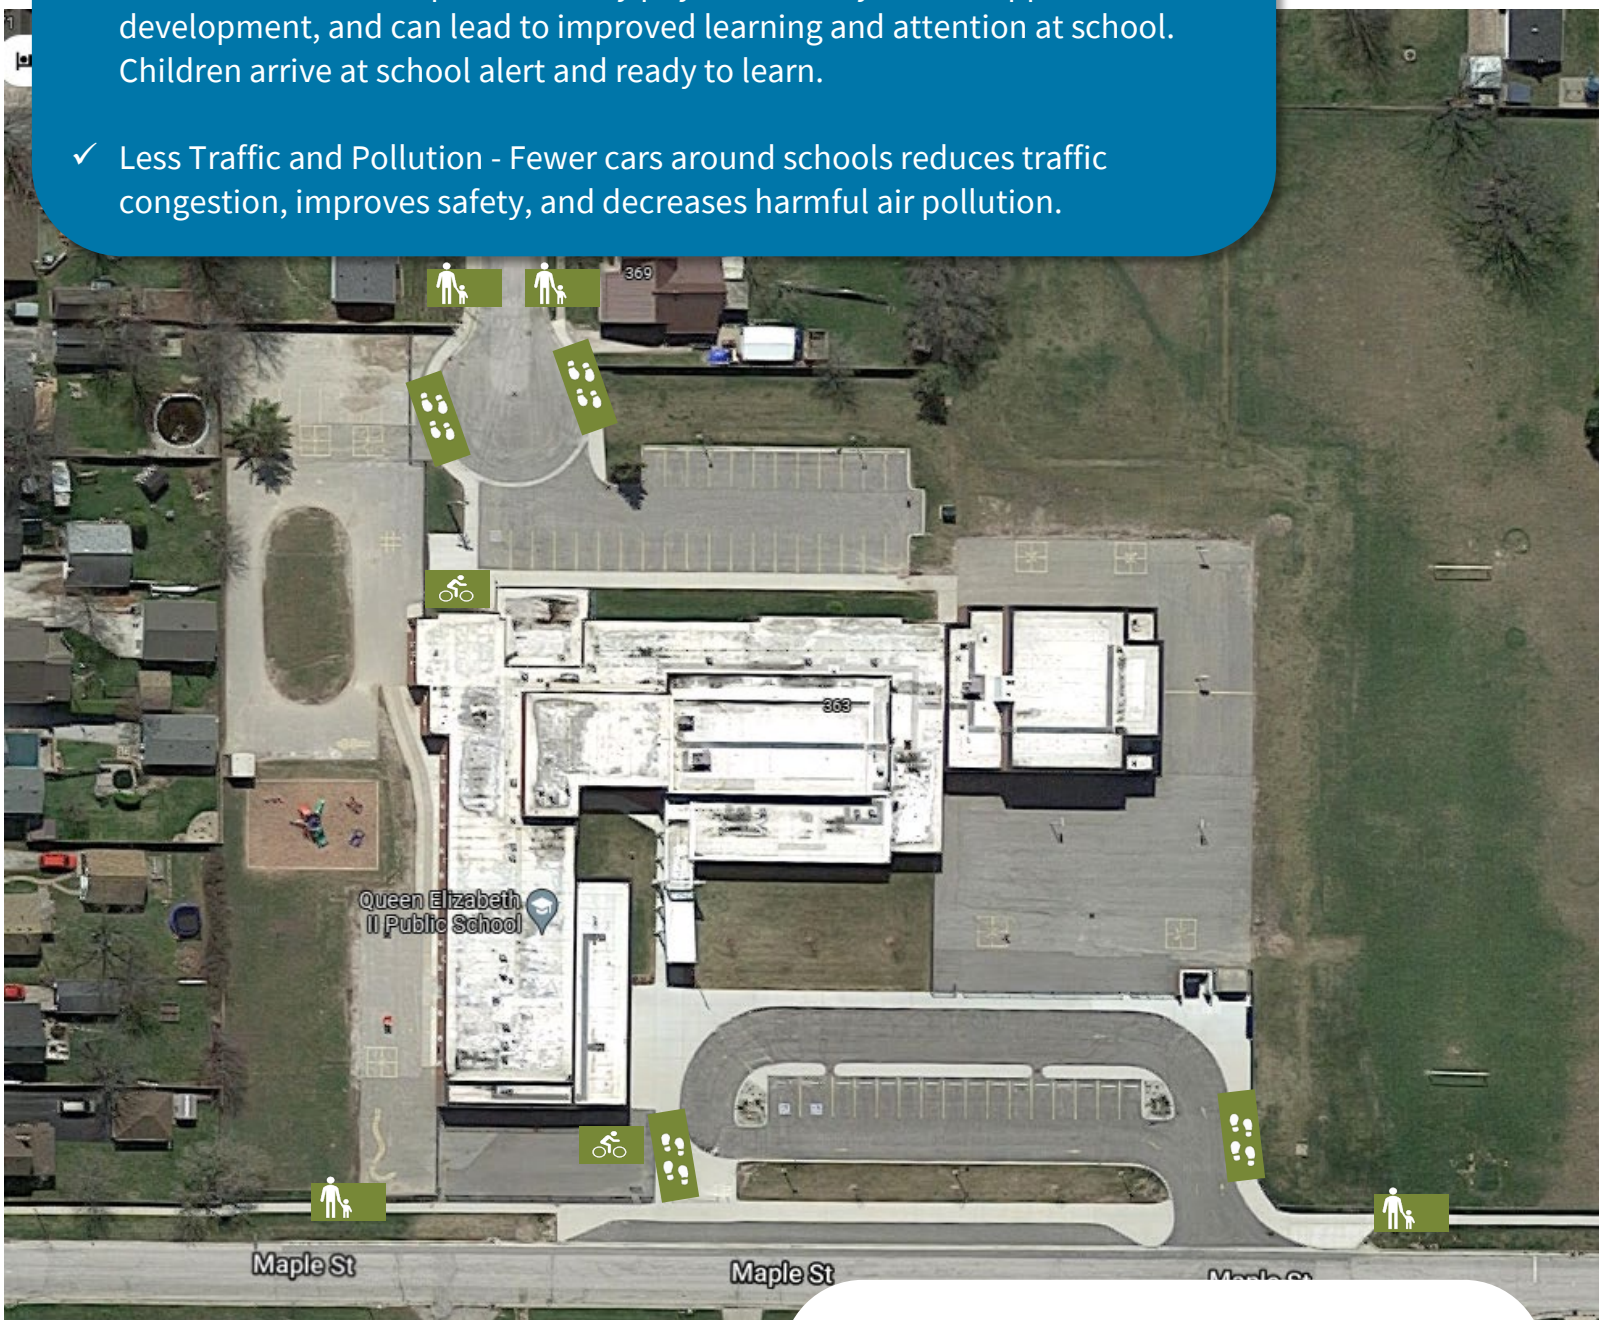 development, and can lead to improved learning and attention at school.
Children arrive at school alert and ready to learn.
✓ Less Traffic and Pollution - Fewer cars around schools reduces traffic
congestion, improves safety, and decreases harmful air pollution.
369
363
Queen Elizabeth
II Public School
Maple St
Maple St
Maple St